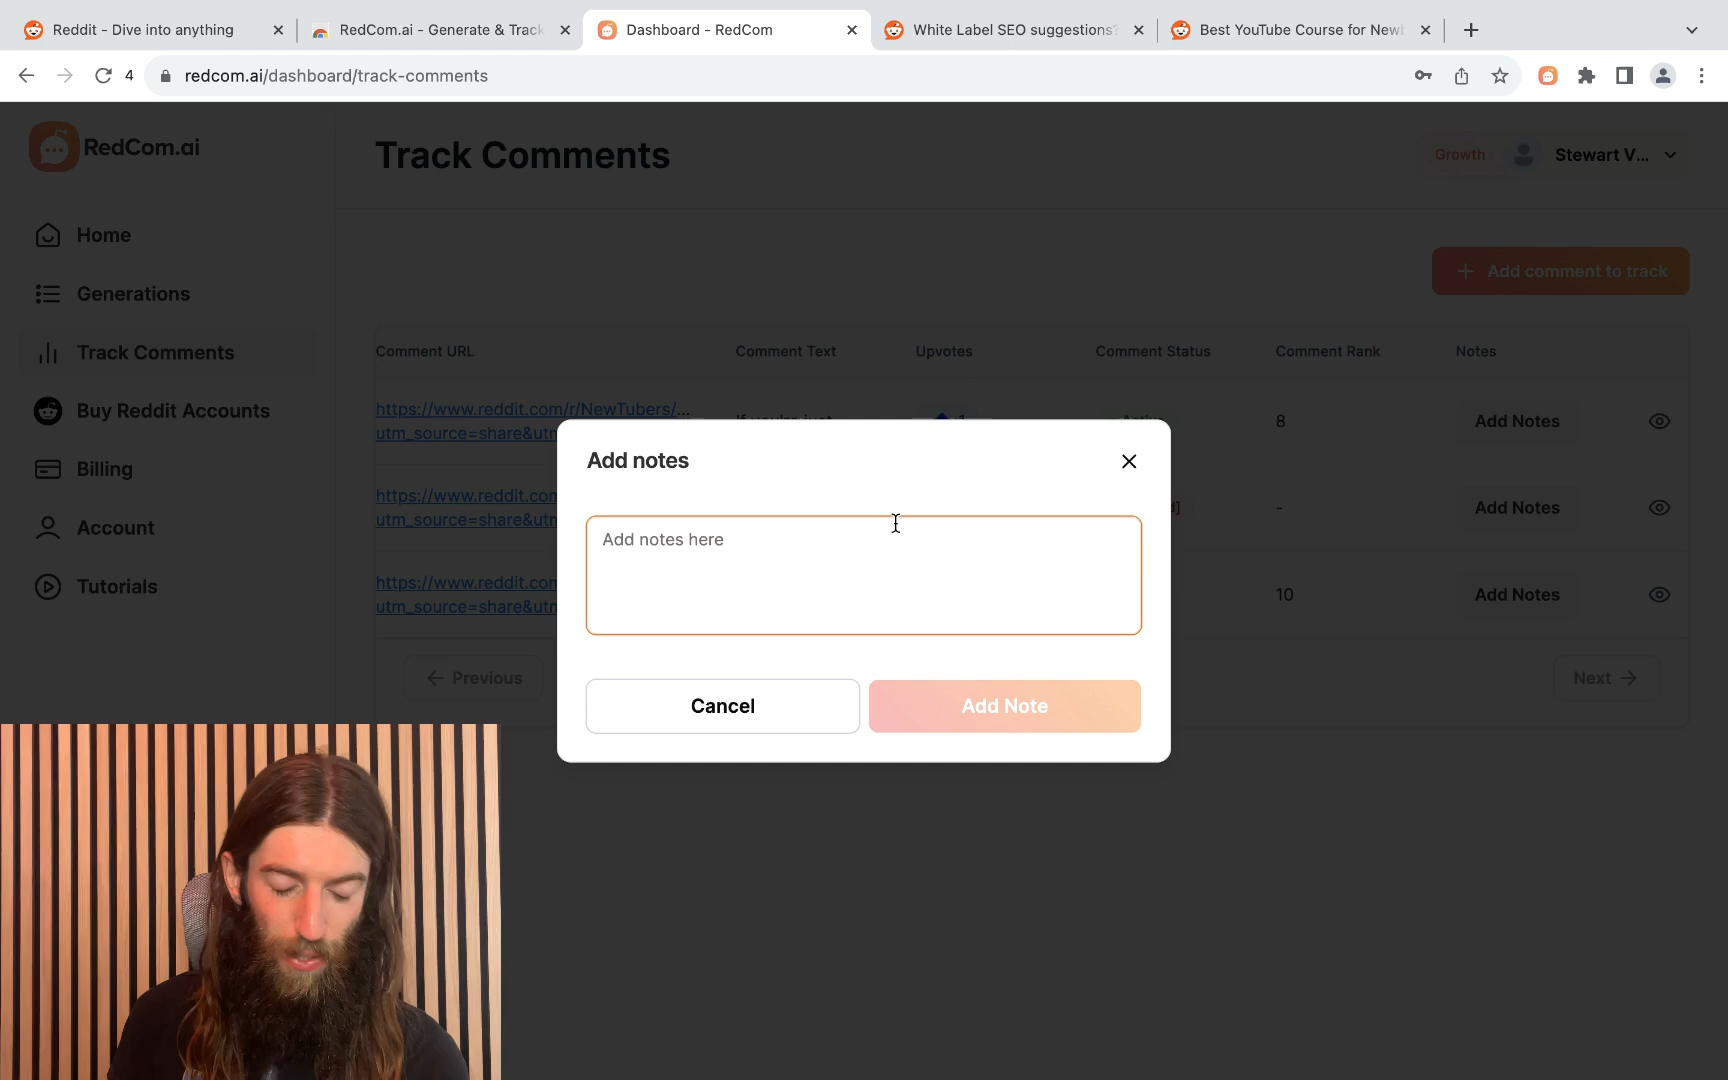 Reddit - Dive into anything
RedCom.ai - Generate & Track
Dashboard - RedCom
White Label SEO suggestions?
Best YouTube Course for Newb
4
redcom.ai/dashboard/track-comments
RedCom.ai
Track Comments
Growth
Stewart V...
Home
Generations
Track Comments
Buy Reddit Accounts
Billing
Account
Tutorials
+ Add comment to track
Comment URL
Comment Text
Upvotes
Comment Status
Comment Rank
Notes
https://www.reddit.com/r/NewTubers/...
utm_source=share&utm
8
Add Notes
https://www.reddit.com
utm_source=share&utm
-
Add Notes
https://www.reddit.com
utm_source=share&utm
10
Add Notes
← Previous
Next →
Add notes
Add notes here
Cancel
Add Note